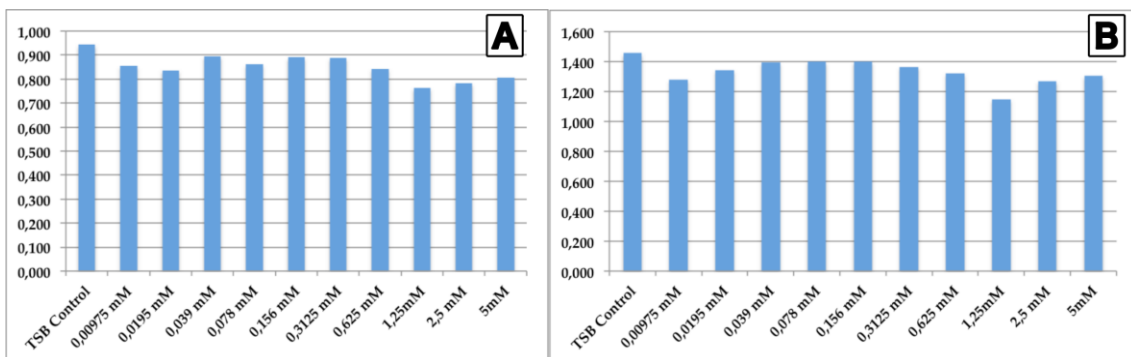 A
1,000
0,900
0,800
0,700
0,600
0,500
0,400
0,300
0,200
0,100
0,000
TSB Control
0,00975 mM
0,0195 mM
0,039 mM
0,078 mM
0,156 mM
0,3125 mM
0,625 mM
1,25mM
2,5 mM
5mM
B
1,600
1,400
1,200
1,000
0,800
0,600
0,400
0,200
0,000
TSB Control
0,00975 mM
0,0195 mM
0,039 mM
0,078 mM
0,156 mM
0,3125 mM
0,625 mM
1,25mM
2,5 mM
5mM